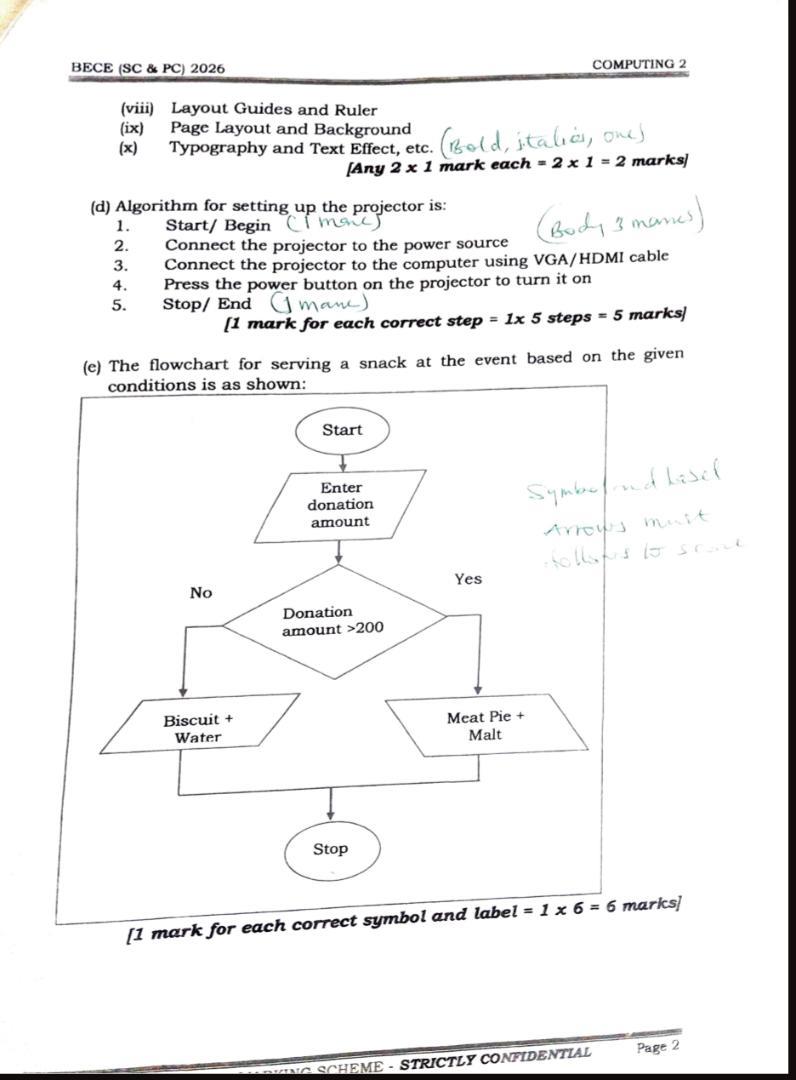 BECE (SC & PC) 2026 COMPUTING 2
(viii) Layout Guides and Ruler
(ix) Page Layout and Background
(x) Typography and Text Effect, etc. (Bold, italics,
[Any 2 x 1 mark each = 2 x 1 = 2 marks]
(d) Algorithm for setting up the projector is:
1. Start/ Begin (1
(Body 3
2. Connect the projector to the power source
3. Connect the projector to the computer using VGA/HDMI cable
4. Press the power button on the projector to turn it on
5. Stop/ End (1
[1 mark for each correct step = 1x 5 steps = 5 marks]
(e) The flowchart for serving a snack at the event based on the given
conditions is as shown:
Start
Enter
donation
amount
Symbol and label
Arrows must
No
Yes
Donation
amount >200
Biscuit +
Water
Meat Pie +
Malt
Stop
[1 mark for each correct symbol and label = 1 x 6 = 6 marks]
SCHEME - STRICTLY CONFIDENTIAL Page 2